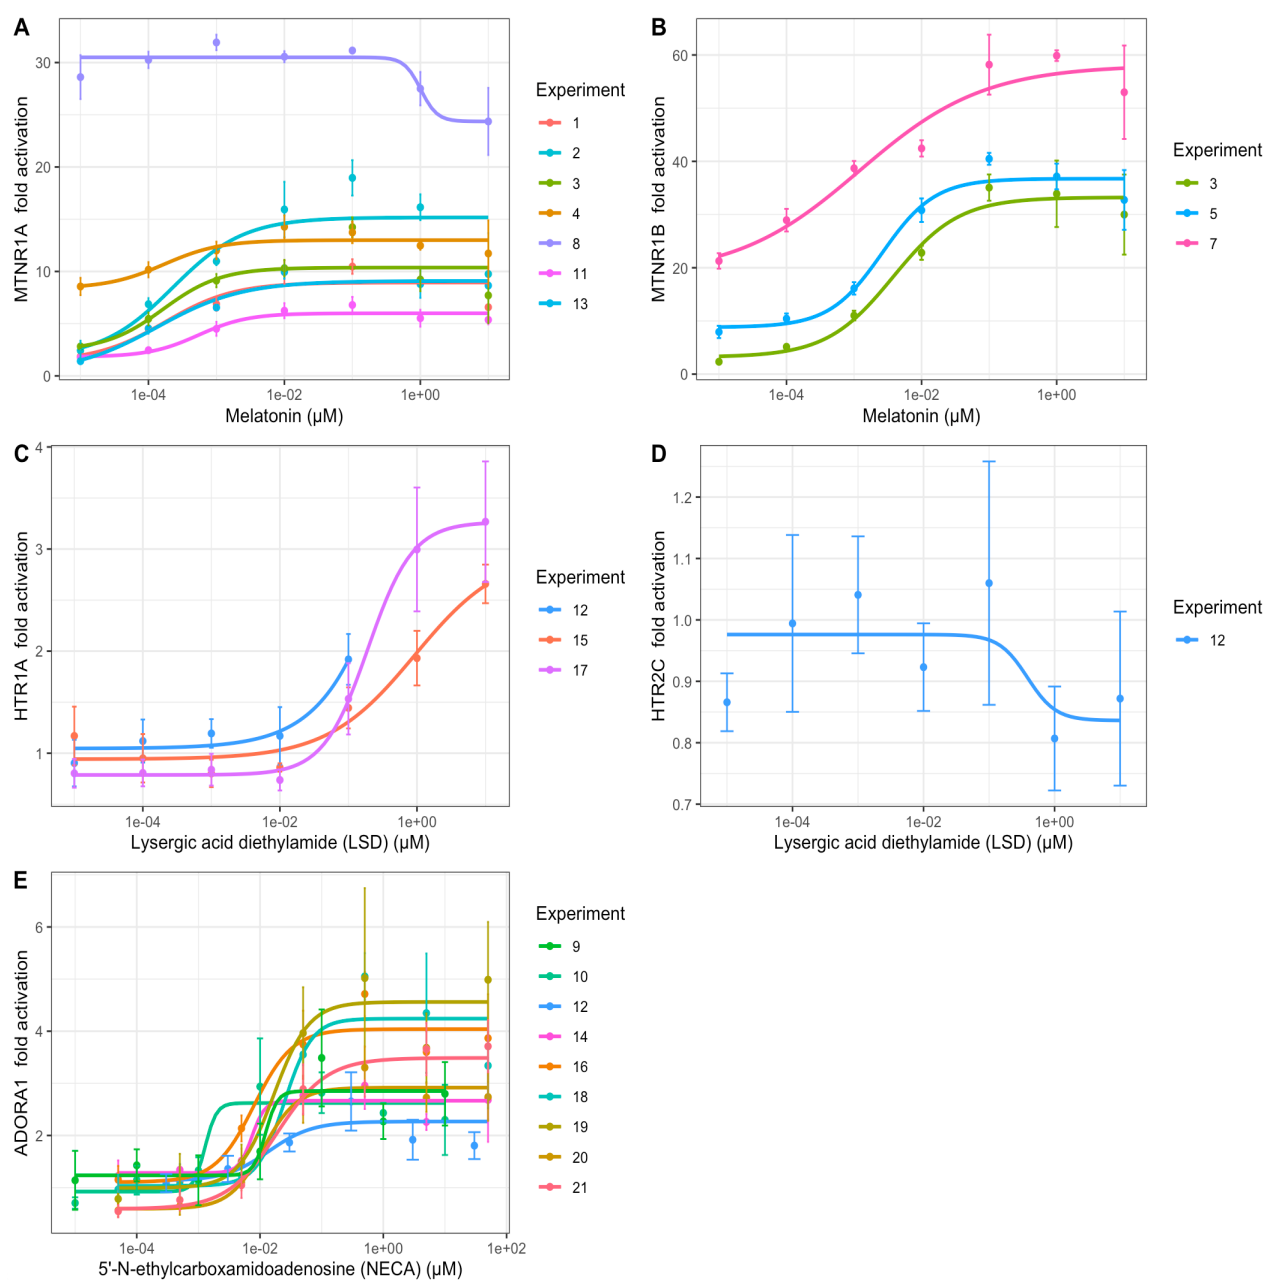 A
MTNR1A fold activation
30
20
10
0
1e-04
1e-02
1e+00
Melatonin (µM)
Experiment
1
2
3
4
8
11
13
B
MTNR1B fold activation
60
40
20
0
1e-04
1e-02
1e+00
Melatonin (µM)
Experiment
3
5
7
C
HTR1A fold activation
4
3
2
1
1e-04
1e-02
1e+00
Lysergic acid diethylamide (LSD) (µM)
Experiment
12
15
17
D
HTR2C fold activation
1.2
1.1
1.0
0.9
0.8
0.7
1e-04
1e-02
1e+00
Lysergic acid diethylamide (LSD) (µM)
Experiment
12
E
ADORA1 fold activation
6
4
2
1e-04
1e-02
1e+00
1e+02
5'-N-ethylcarboxamidoadenosine (NECA) (µM)
Experiment
9
10
12
14
16
18
19
20
21